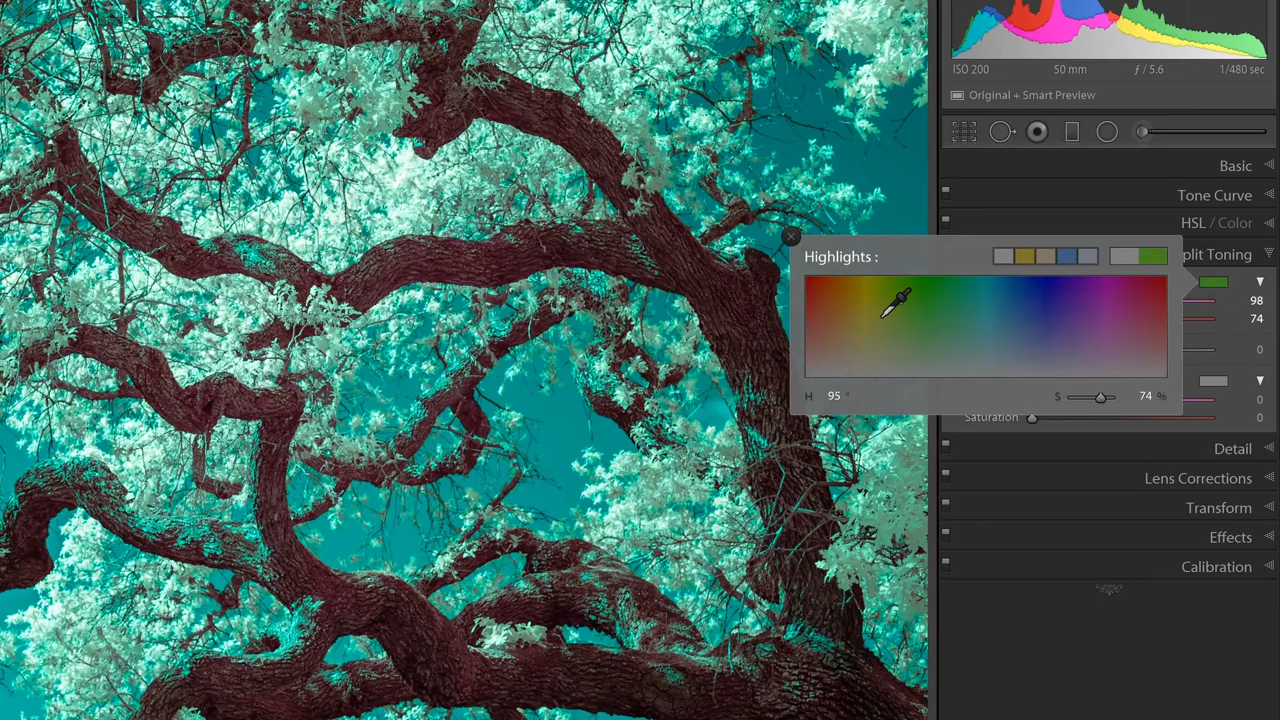 ISO 200 50 mm ƒ / 5.6 1/480 sec
Original + Smart Preview
Basic
Tone Curve
HSL / Color
plit Toning
Highlights :
98
74
0
H 95 ° S 74 %
0
Saturation 0
Detail
Lens Corrections
Transform
Effects
Calibration